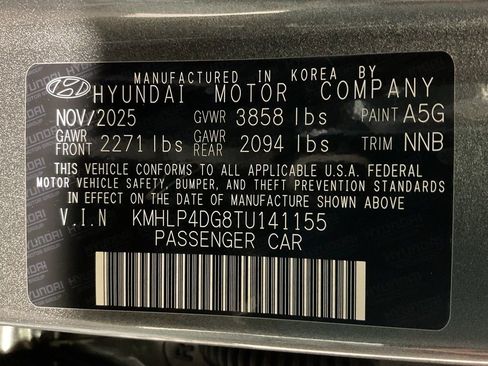 MANUFACTURED IN KOREA BY
HYUNDAI MOTOR COMPANY
NOV/2025 GVWR 3858 lbs PAINT A5G
GAWR FRONT 2271 lbs GAWR REAR 2094 lbs TRIM NNB
THIS VEHICLE CONFORMS TO ALL APPLICABLE U.S.A. FEDERAL
MOTOR VEHICLE SAFETY, BUMPER, AND THEFT PREVENTION STANDARDS
IN EFFECT ON THE DATE OF MANUFACTURE SHOWN ABOVE.
V.I.N KMHLP4DG8TU141155
PASSENGER CAR